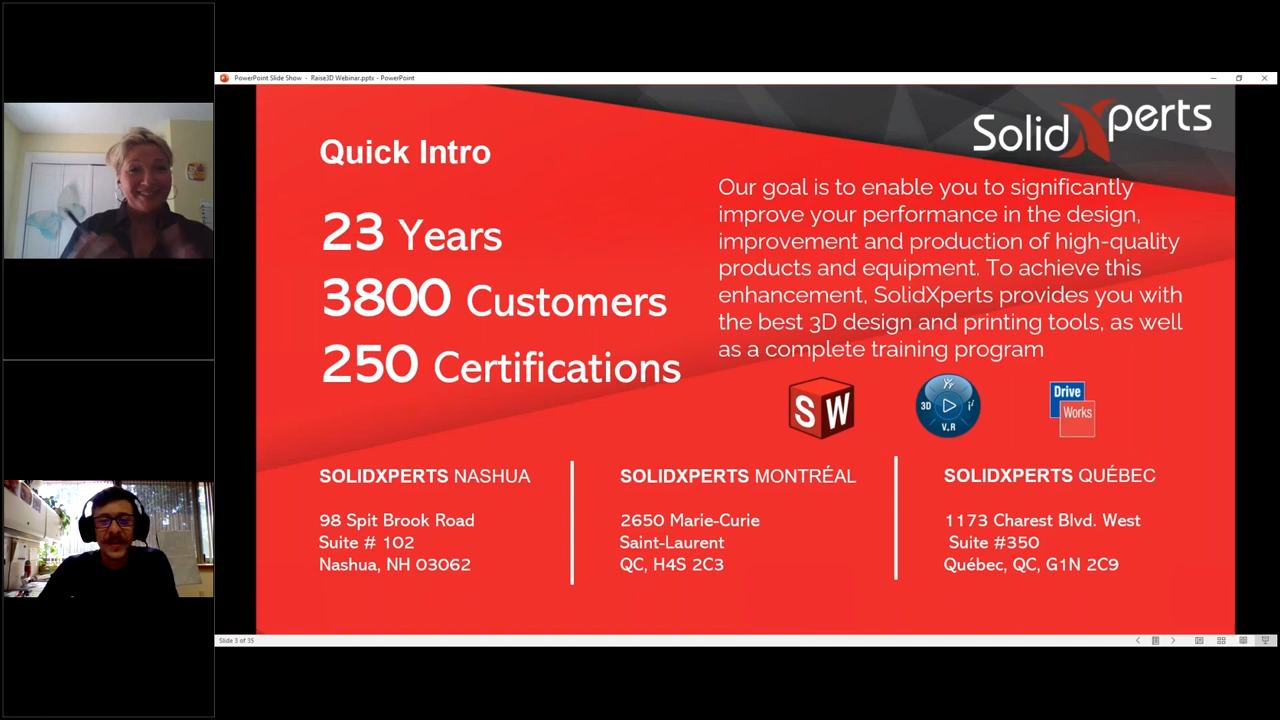 PowerPoint Slide Show - Raise3D Webinar.pptx - PowerPoint
SolidXperts
Quick Intro
23 Years
3800 Customers
250 Certifications
Our goal is to enable you to significantly
improve your performance in the design,
improvement and production of high-quality
products and equipment. To achieve this
enhancement, SolidXperts provides you with
the best 3D design and printing tools, as well
as a complete training program
SW
3D
V.R
Drive
Works
SOLIDXPERTS NASHUA
98 Spit Brook Road
Suite # 102
Nashua, NH 03062
SOLIDXPERTS MONTRÉAL
2650 Marie-Curie
Saint-Laurent
QC, H4S 2C3
SOLIDXPERTS QUÉBEC
1173 Charest Blvd. West
Suite #350
Québec, QC, G1N 2C9
Slide 3 of 35